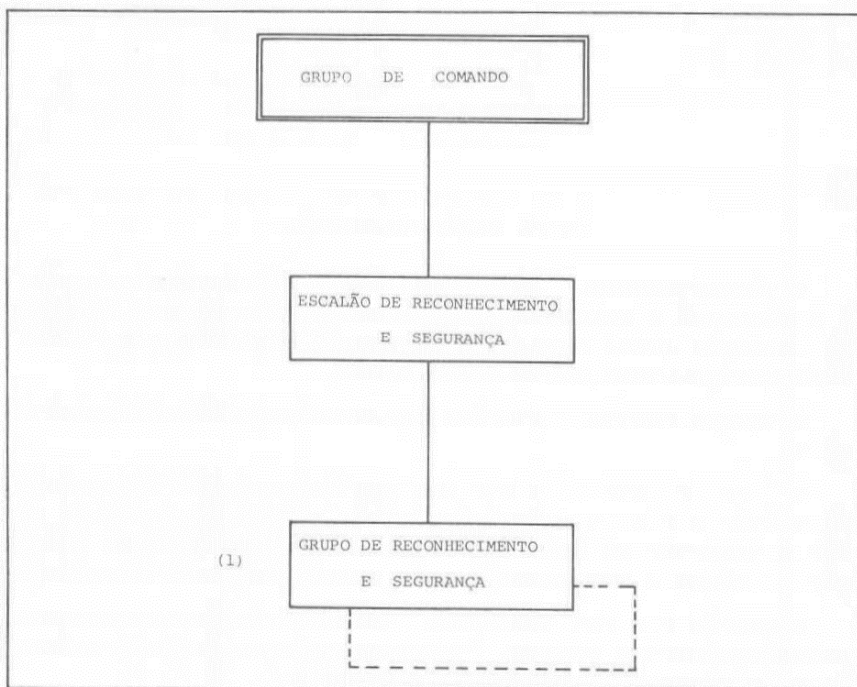 GRUPO DE COMANDO
ESCALÃO DE RECONHECIMENTO
E SEGURANÇA
(1)
GRUPO DE RECONHECIMENTO
E SEGURANÇA